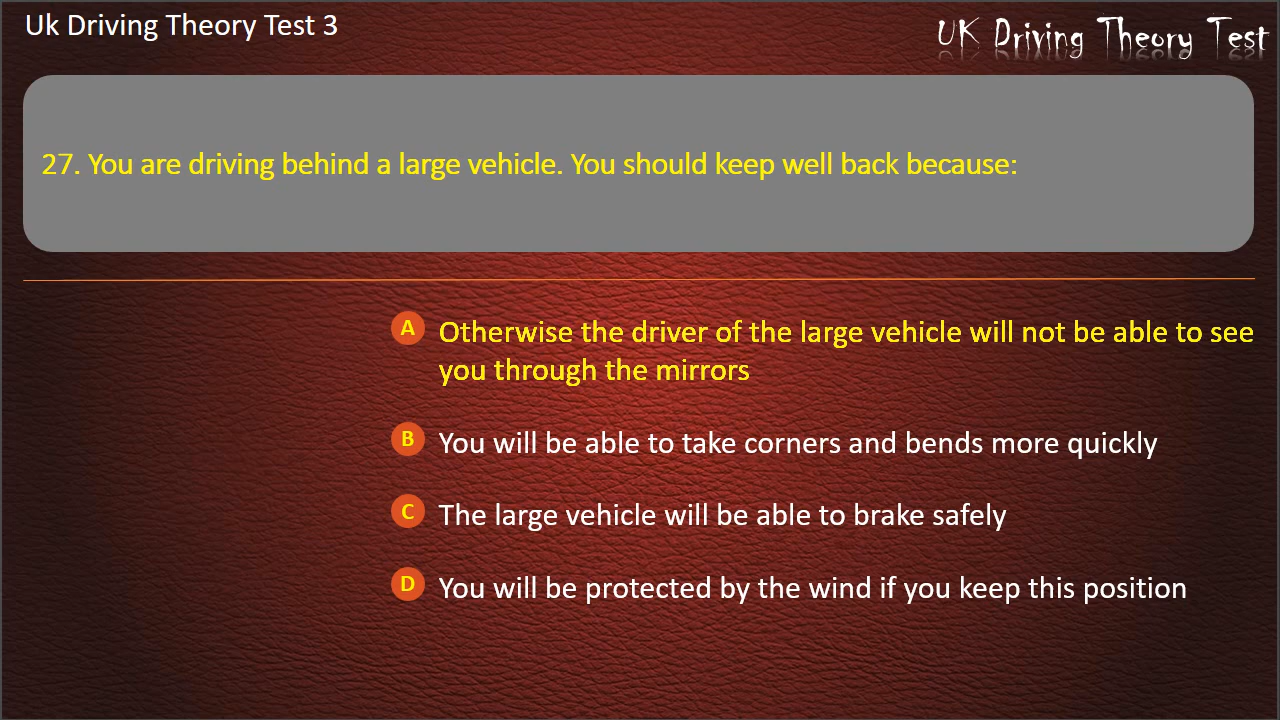 Uk Driving Theory Test 3
UK Driving Theory Test
27. You are driving behind a large vehicle. You should keep well back because:
A Otherwise the driver of the large vehicle will not be able to see
you through the mirrors
B You will be able to take corners and bends more quickly
C The large vehicle will be able to brake safely
D You will be protected by the wind if you keep this position